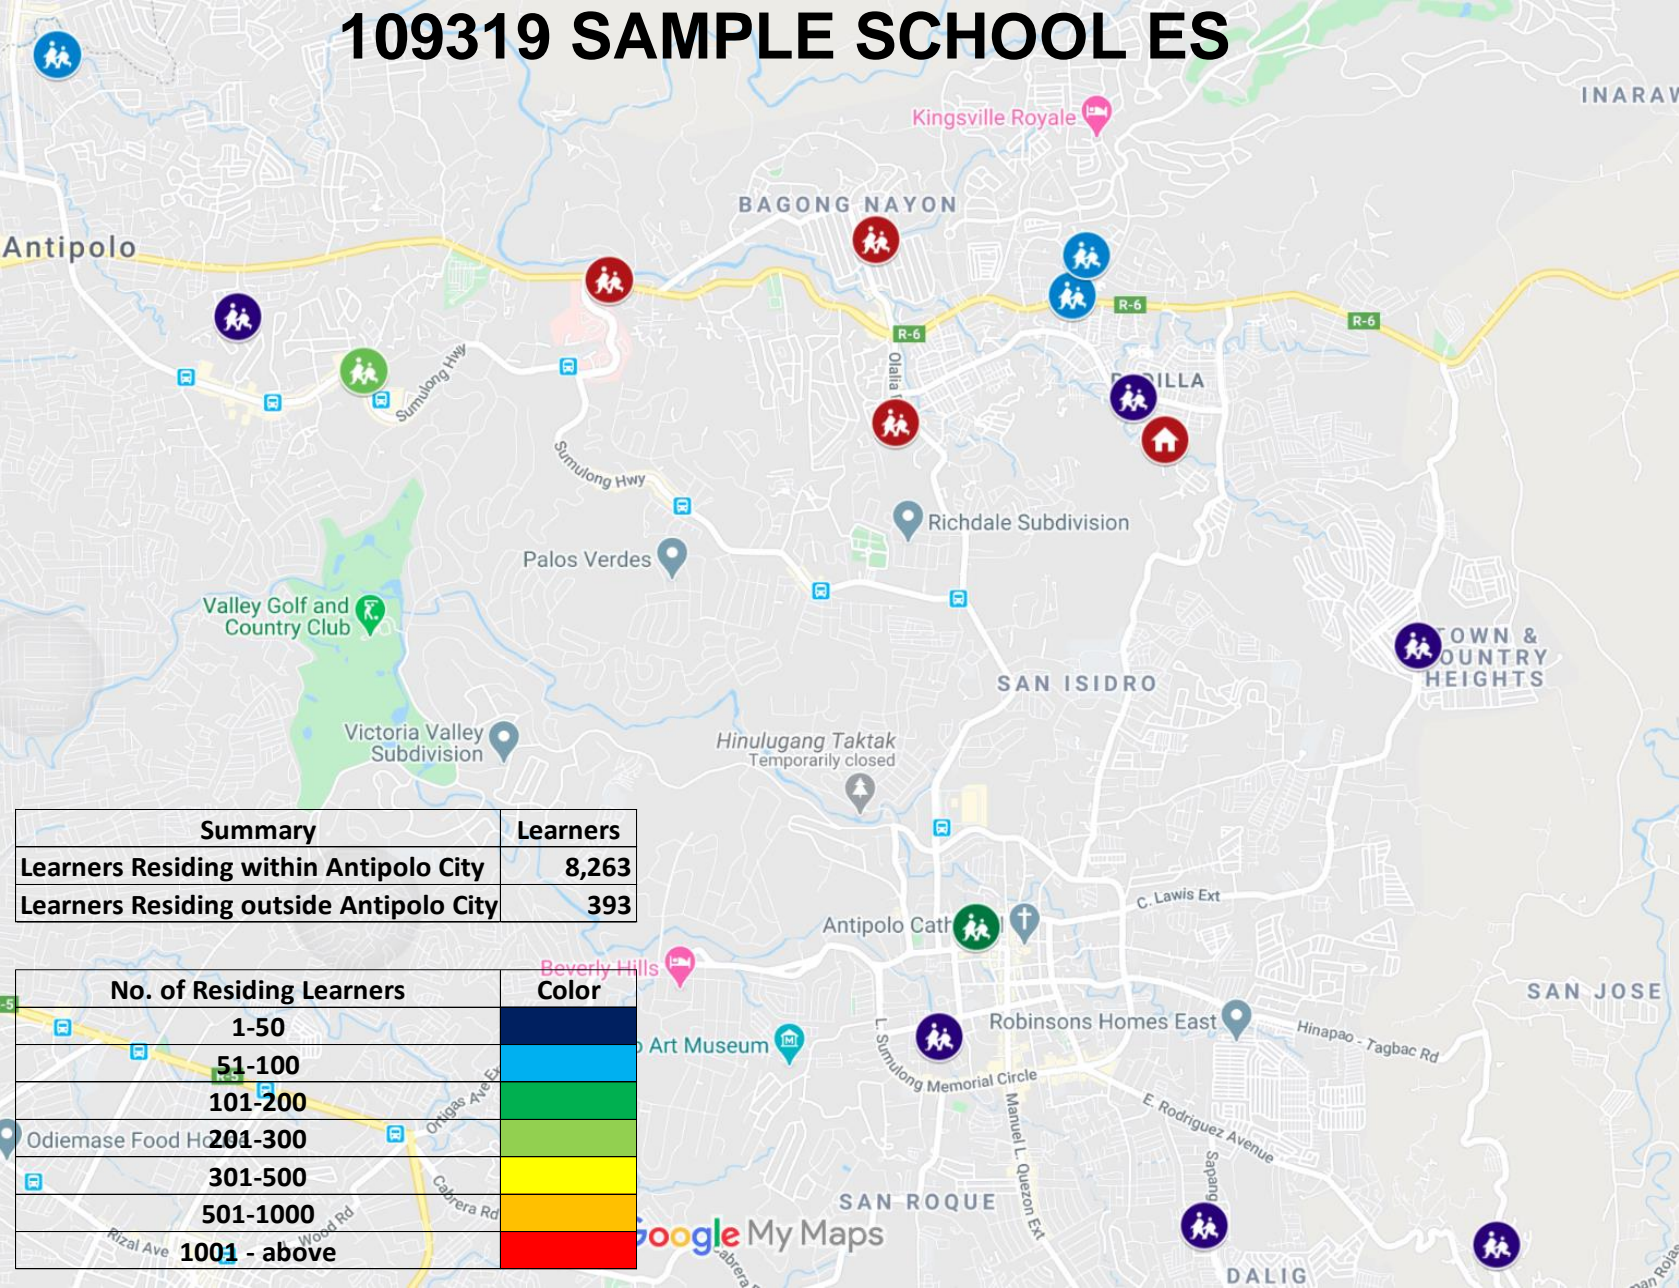 109319 SAMPLE SCHOOL ES
INARAW
Kingsville Royale
BAGONG NAYON
Antipolo
R-6
R-6
R-6
Olalia
Sumulong Hwy
DILLA
Sumulong Hwy
Richdale Subdivision
Palos Verdes
Valley Golf and
Country Club
TOWN &
OUNTRY
HEIGHTS
SAN ISIDRO
Victoria Valley
Subdivision
Hinulugang Taktak
Temporarily closed
Summary Learners
Learners Residing within Antipolo City 8,263
Learners Residing outside Antipolo City 393
C. Lawis Ext
Antipolo Cath
Beverly Hills
No. of Residing Learners Color
1-50
51-100
101-200
201-300
301-500
501-1000
1001 - above
-5
R-5
SAN JOSE
Robinsons Homes East
Hinapao - Tagbac Rd
o Art Museum
L. Sumulong Memorial Circle
Ortigas Ave Ex
Manuel L. Quezon Ext
E. Rodriguez Avenue
Odiemase Food Ho
Sapang
Cabrera Rd
SAN ROQUE
Rizal Ave
Wood Rd
Google My Maps
abrera
DALIG